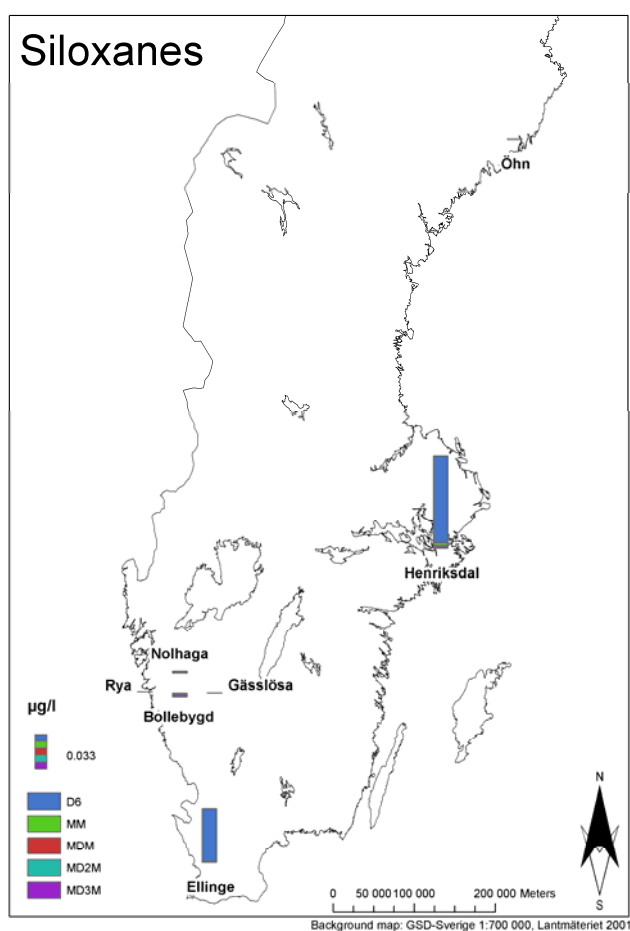 Siloxanes
Öhn
Henriksdal
Nolhaga
Rya
Gässlösa
Bollebygd
µg/l
0.033
D6
MM
MDM
MD2M
MD3M
Ellinge
N
S
0 50 000 100 000 200 000 Meters
Background map: GSD-Sverige 1:700 000, Lantmäteriet 2001